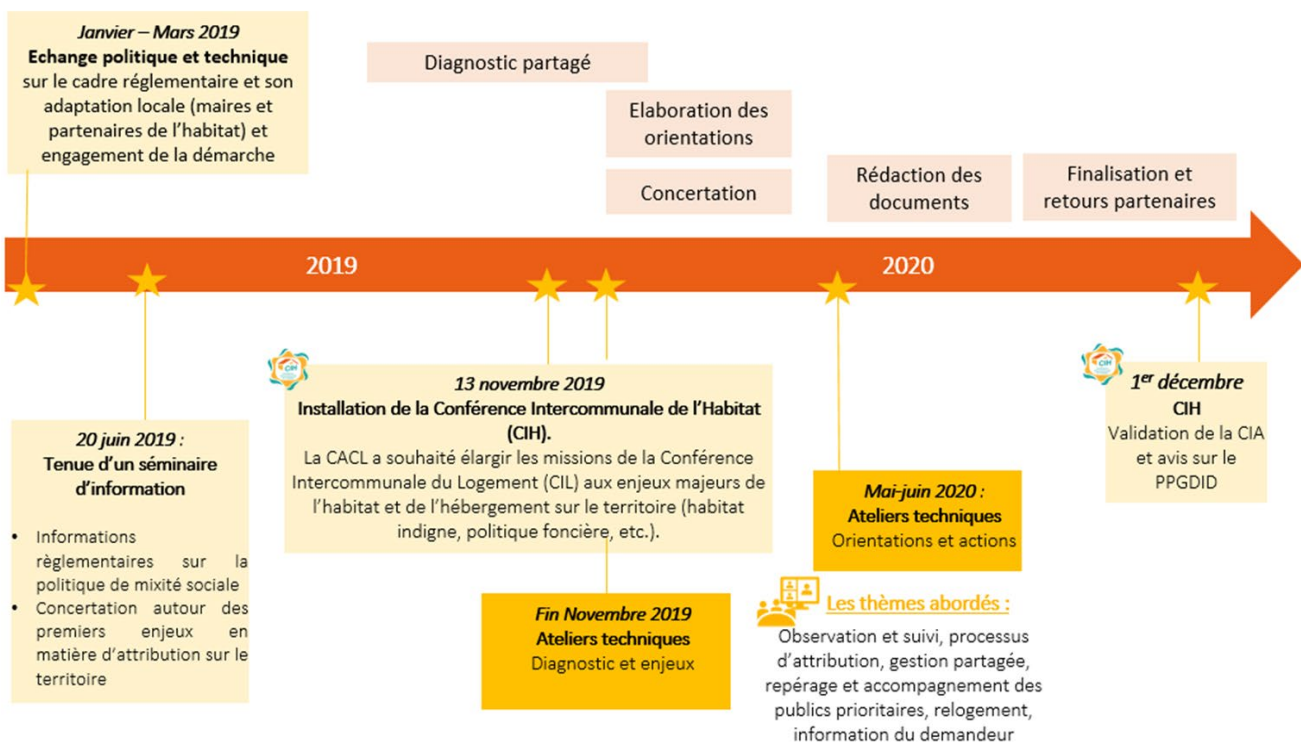 Janvier – Mars 2019
Echange politique et technique
sur le cadre réglementaire et son
adaptation locale (maires et
partenaires de l'habitat) et
engagement de la démarche
Diagnostic partagé
Elaboration des
orientations
Concertation
Rédaction des
documents
Finalisation et
retours partenaires
2019
2020
20 juin 2019 :
Tenue d'un séminaire
d'information
• Informations
règlementaires sur la
politique de mixité sociale
• Concertation autour des
premiers enjeux en
matière d'attribution sur le
territoire
CIH
13 novembre 2019
Installation de la Conférence Intercommunale de l'Habitat
(CIH).
La CACL a souhaité élargir les missions de la Conférence
Intercommunale du Logement (CIL) aux enjeux majeurs de
l'habitat et de l'hébergement sur le territoire (habitat
indigne, politique foncière, etc.).
Fin Novembre 2019
Ateliers techniques
Diagnostic et enjeux
Mai-juin 2020 :
Ateliers techniques
Orientations et actions
Les thèmes abordés :
Observation et suivi, processus
d'attribution, gestion partagée,
repérage et accompagnement des
publics prioritaires, relogement,
information du demandeur
CIH
1er décembre
CIH
Validation de la CIA
et avis sur le
PPGDID